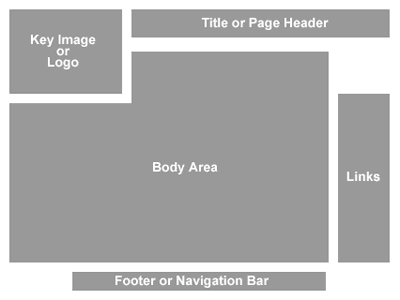 Key Image
or
Logo
Title or Page Header
Body Area
Links
Footer or Navigation Bar